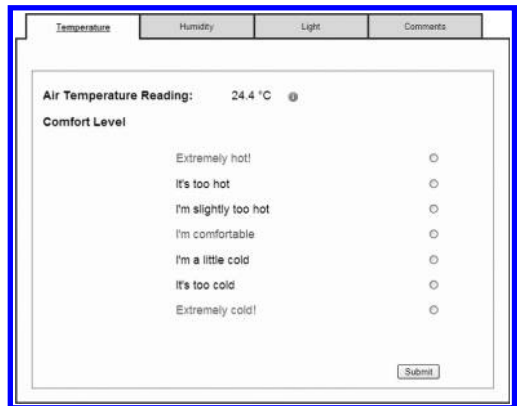 Temperature Humidity Light Comments
Air Temperature Reading: 24.4 °C
Comfort Level
Extremely hot!
It's too hot
I'm slightly too hot
I'm comfortable
I'm a little cold
It's too cold
Extremely cold!
Submit